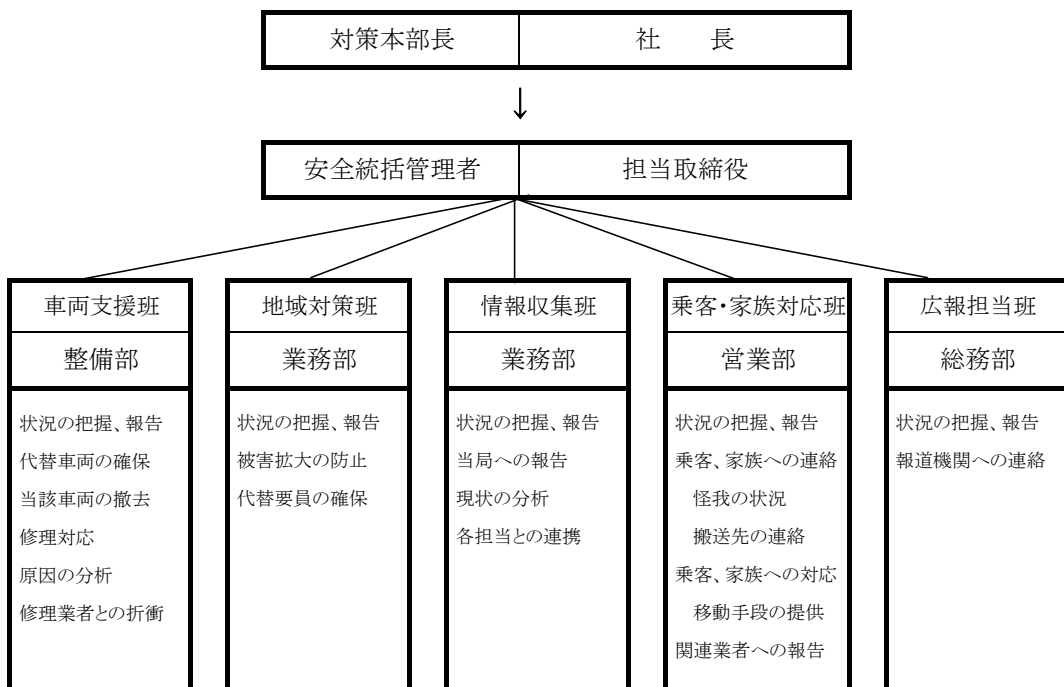 対策本部長 社　　長
↓
安全統括管理者 担当取締役
車両支援班
整備部
状況の把握、報告
代替車両の確保
当該車両の撤去
修理対応
原因の分析
修理業者との折衝
地域対策班
業務部
状況の把握、報告
被害拡大の防止
代替要員の確保
情報収集班
業務部
状況の把握、報告
当局への報告
現状の分析
各担当との連携
乗客・家族対応班
営業部
状況の把握、報告
乗客、家族への連絡
怪我の状況
搬送先の連絡
乗客、家族への対応
移動手段の提供
関連業者への報告
広報担当班
総務部
状況の把握、報告
報道機関への連絡